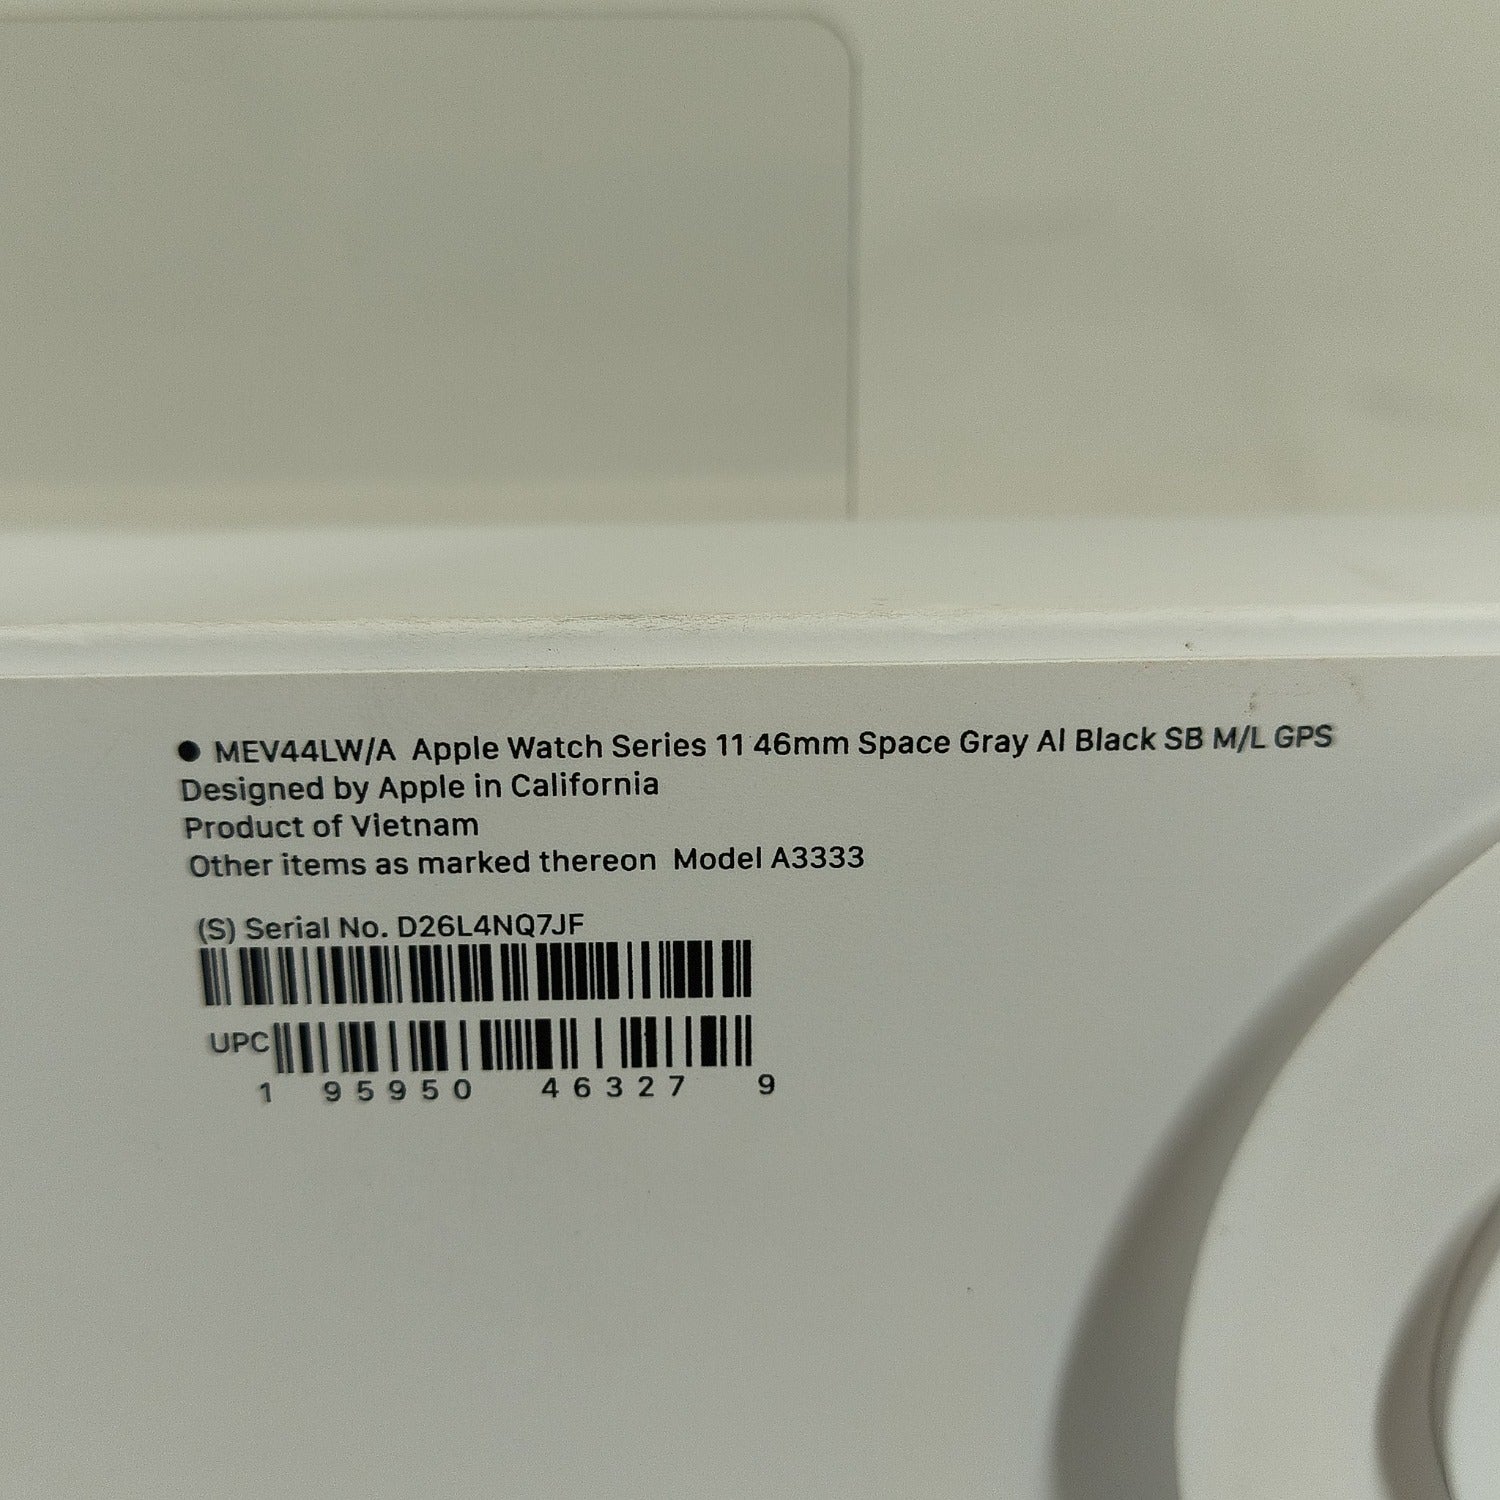 ● MEV44LW/A Apple Watch Series 11 46mm Space Gray Al Black SB M/L GPS
Designed by Apple in California
Product of Vietnam
Other items as marked thereon Model A3333
(S) Serial No. D26L4NQ7JF
UPC
1 95950 46327 9